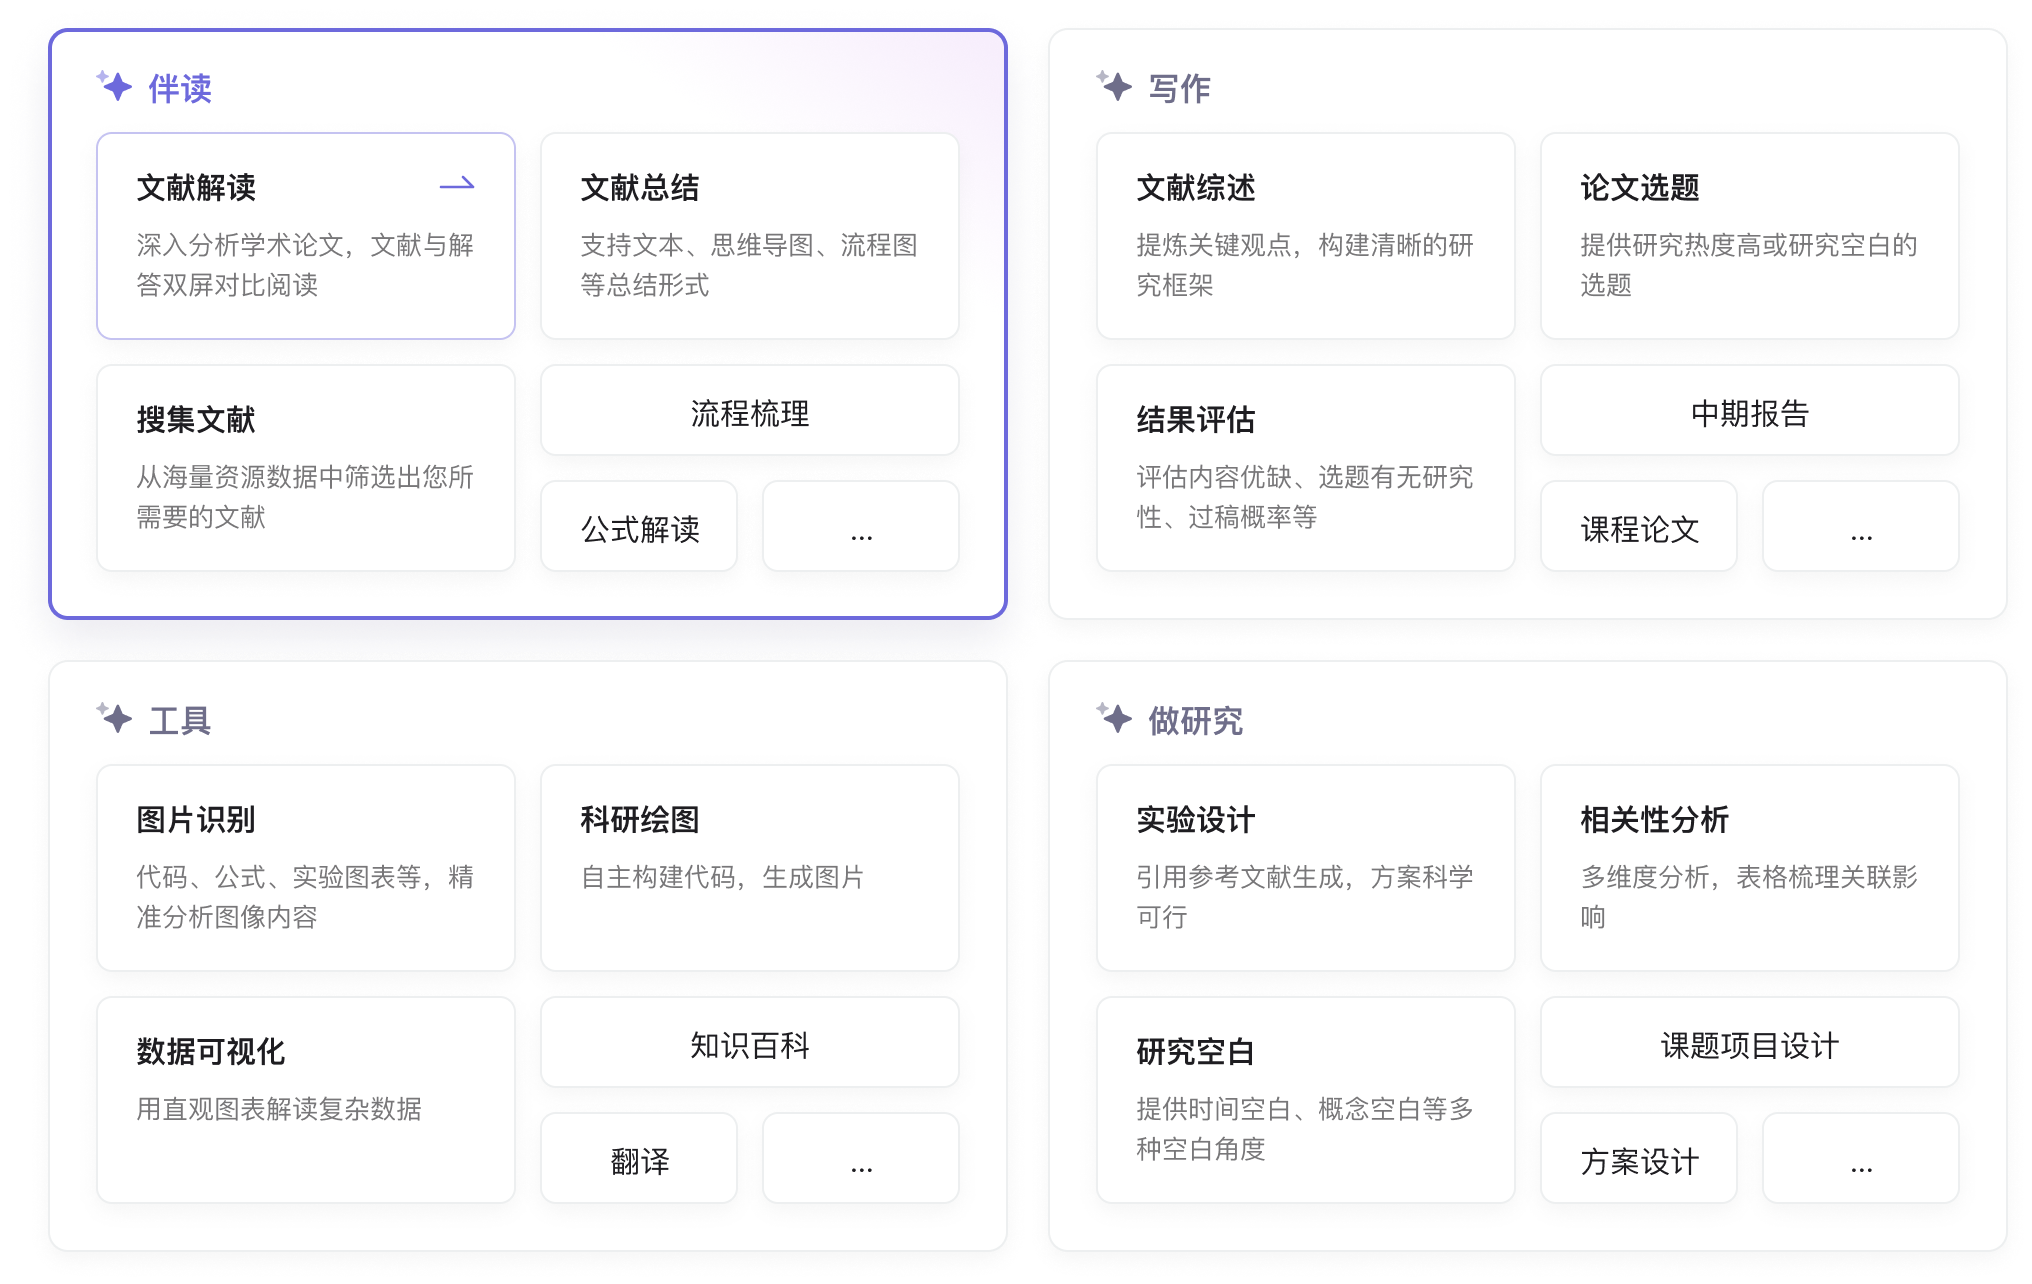 伴读
文献解读
深入分析学术论文，文献与解
答双屏对比阅读
文献总结
支持文本、思维导图、流程图
等总结形式
搜集文献
从海量资源数据中筛选出您所
需要的文献
流程梳理
公式解读
...
写作
文献综述
提炼关键观点，构建清晰的研
究框架
论文选题
提供研究热度高或研究空白的
选题
结果评估
评估内容优缺、选题有无研究
性、过稿概率等
中期报告
课程论文
...
工具
图片识别
代码、公式、实验图表等，精
准分析图像内容
科研绘图
自主构建代码，生成图片
数据可视化
用直观图表解读复杂数据
知识百科
翻译
...
做研究
实验设计
引用参考文献生成，方案科学
可行
相关性分析
多维度分析，表格梳理关联影
响
研究空白
提供时间空白、概念空白等多
种空白角度
课题项目设计
方案设计
...